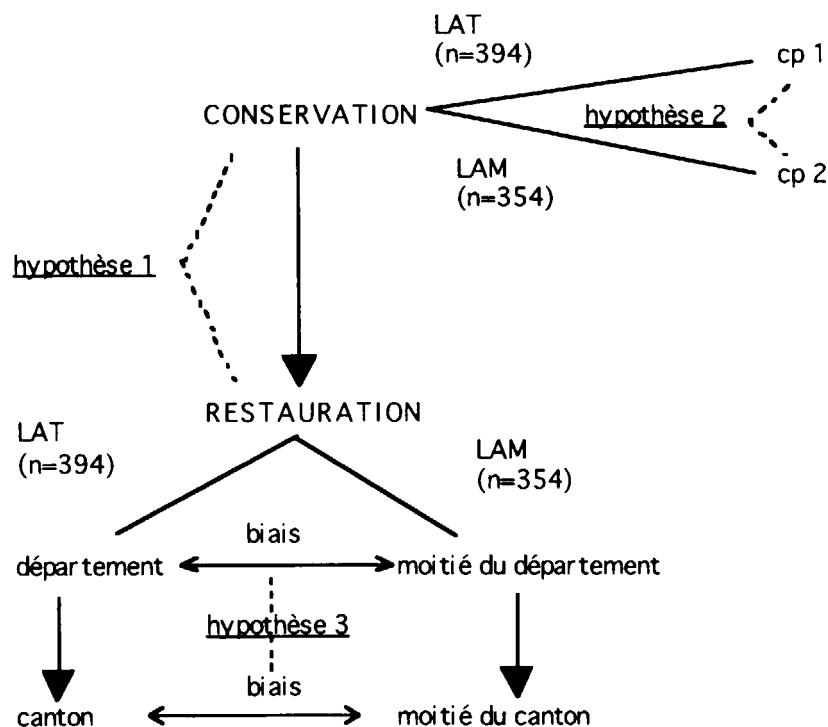 LAT
(n=394)
cp 1
CONSERVATION
hypothèse 2
LAM
(n=354)
cp 2
hypothèse 1
RESTAURATION
LAT
(n=394)
LAM
(n=354)
biais
département
moitié du département
hypothèse 3
biais
canton
moitié du canton